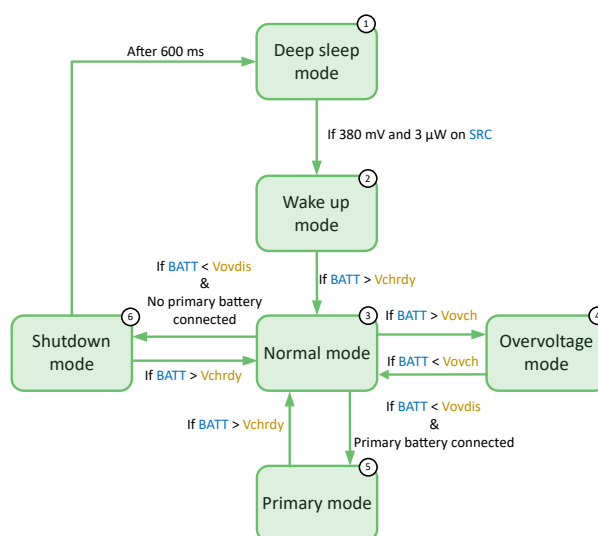 1
Deep sleep
mode
After 600 ms
If 380 mV and 3 µW on SRC
2
Wake up
mode
If BATT < Vovdis
&
No primary battery
connected
If BATT > Vchrdy
6
Shutdown
mode
3
Normal mode
If BATT > Vovch
4
Overvoltage
mode
If BATT < Vovch
If BATT > Vchrdy
If BATT > Vchrdy
If BATT < Vovdis
&
Primary battery connected
5
Primary mode